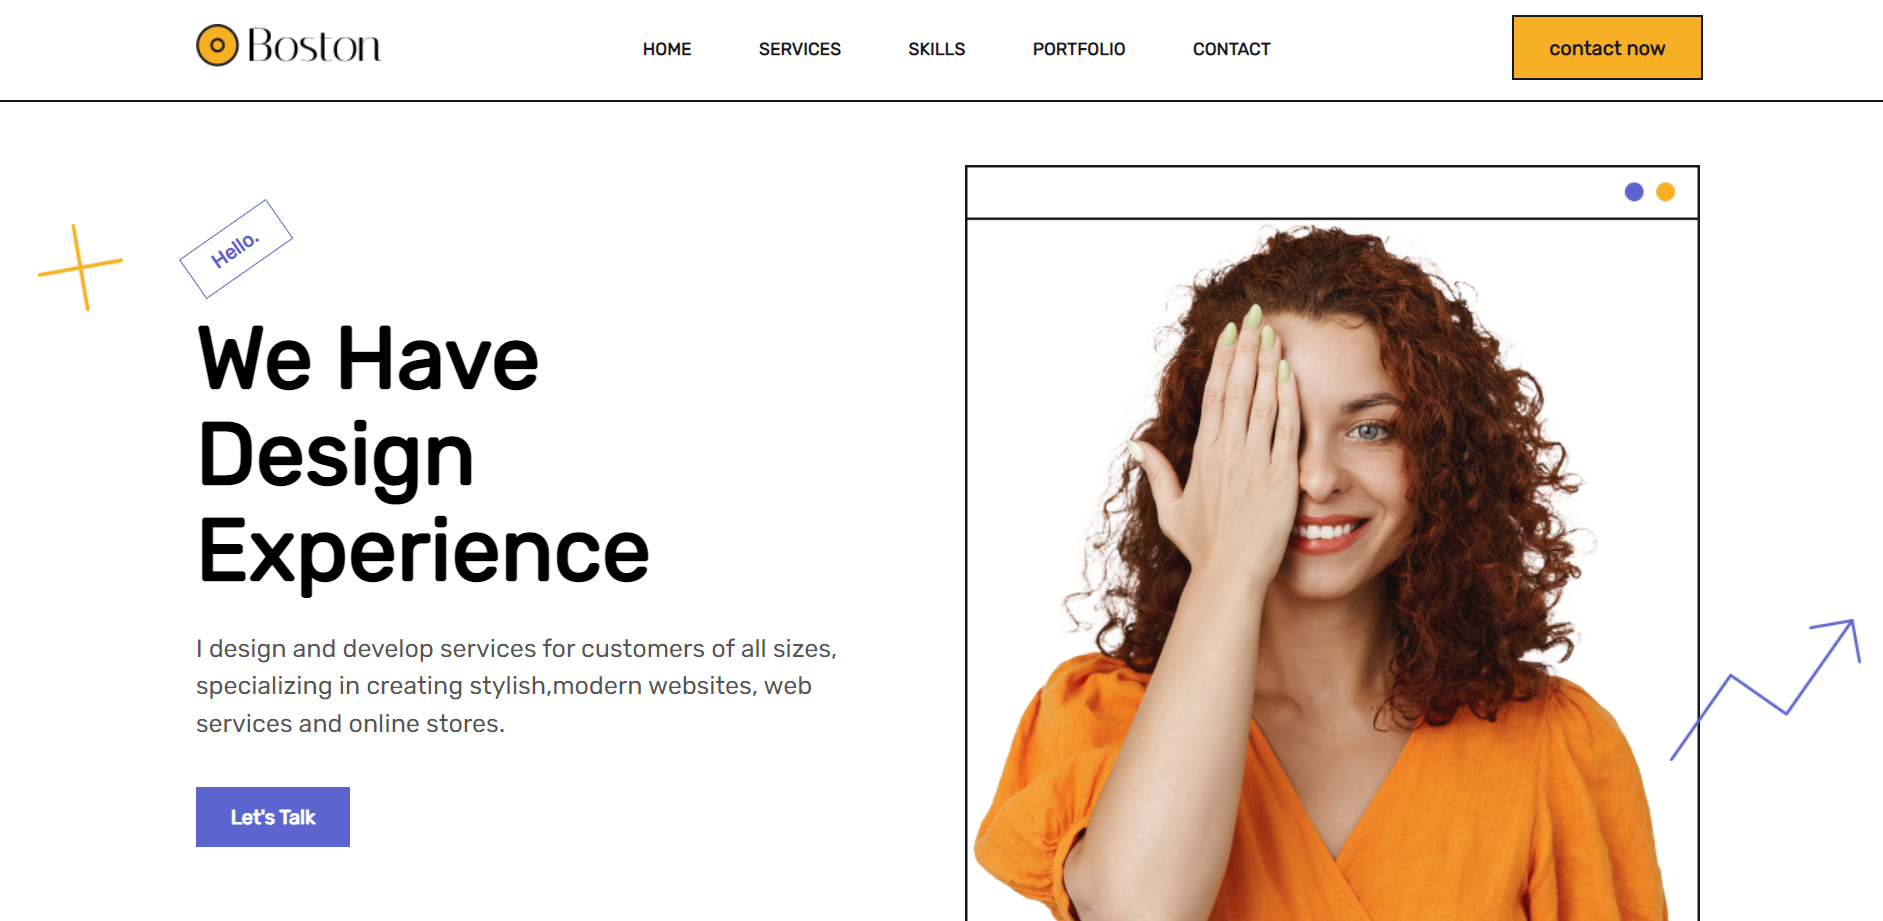 Boston
HOME
SERVICES
SKILLS
PORTFOLIO
CONTACT
contact now
Hello.
We Have
Design
Experience
I design and develop services for customers of all sizes,
specializing in creating stylish,modern websites, web
services and online stores.
Let's Talk